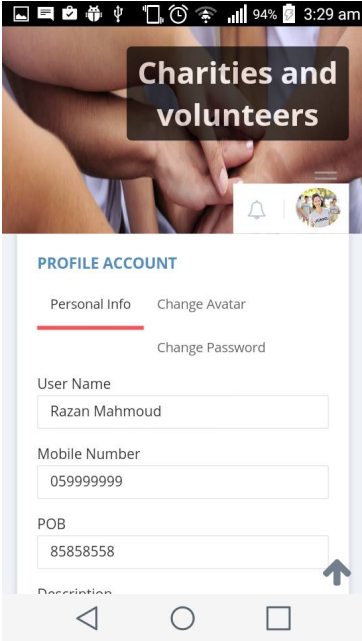 94% 3:29 am
Charities and
volunteers
PROFILE ACCOUNT
Personal Info Change Avatar
Change Password
User Name
Razan Mahmoud
Mobile Number
059999999
POB
85858558
Description